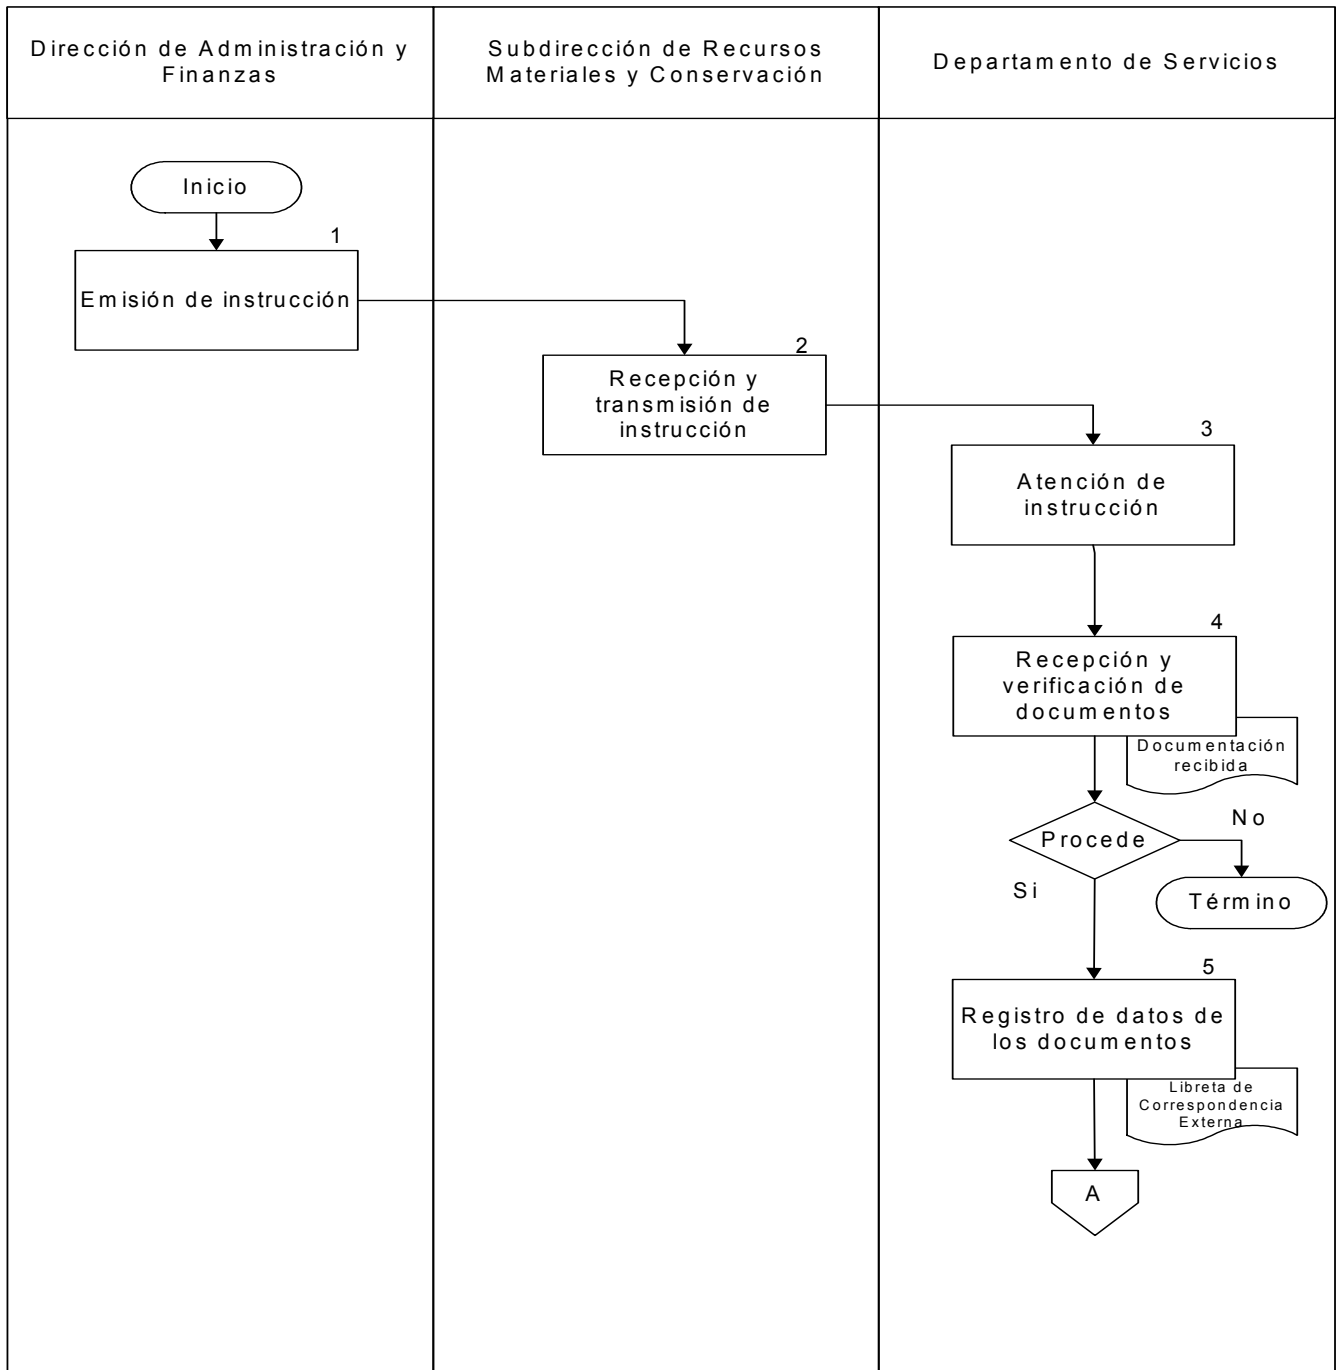 Dirección de Administración y
Finanzas
Subdirección de Recursos
Materiales y Conservación
Departamento de Servicios
Inicio
1
Emisión de instrucción
2
Recepción y
transmisión de
instrucción
3
Atención de
instrucción
4
Recepción y
verificación de
documentos
Documentación
recibida
Procede
No
Si
Término
5
Registro de datos de
los documentos
Libreta de
Correspondencia
Externa
A